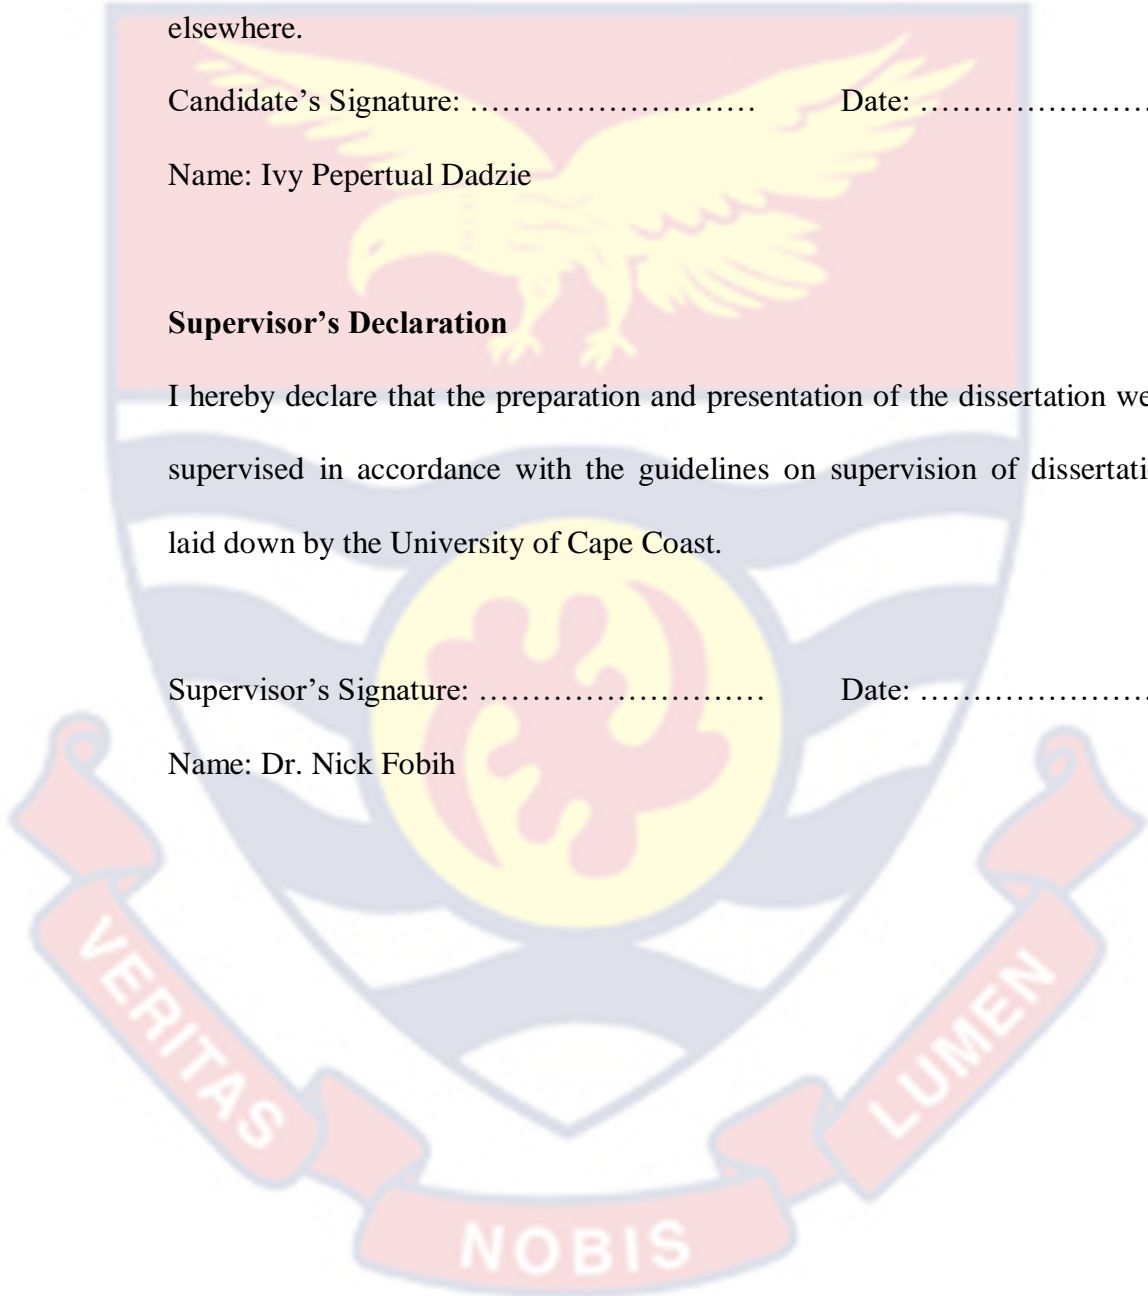 elsewhere.
Candidate’s Signature: ……………………… Date: …………………
Name: Ivy Pepertual Dadzie
Supervisor’s Declaration
I hereby declare that the preparation and presentation of the dissertation
supervised in accordance with the guidelines on supervision of
laid down by the University of Cape Coast.
Supervisor’s Signature: ……………………… Date: …………………
Name: Dr. Nick Fobih
VERITAS
NOBIS
LUMEN